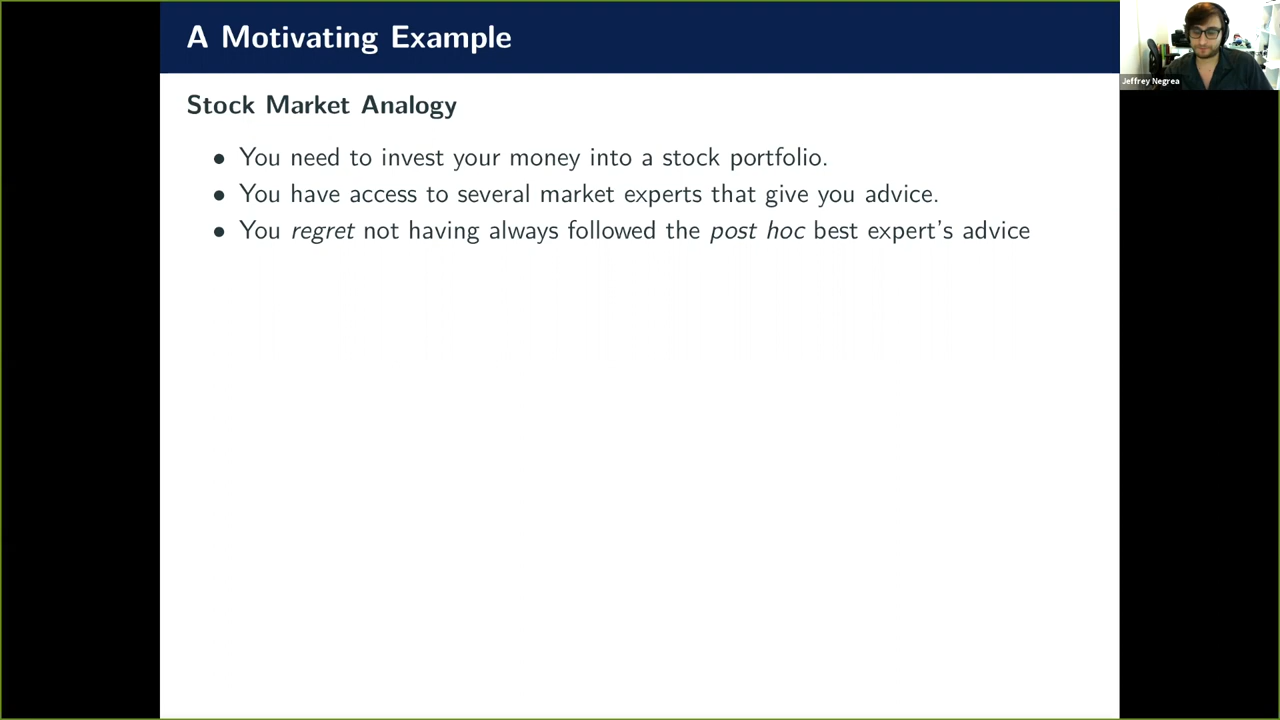 A Motivating Example
Jeffrey Negrea
Stock Market Analogy
• You need to invest your money into a stock portfolio.
• You have access to several market experts that give you advice.
• You regret not having always followed the post hoc best expert's advice